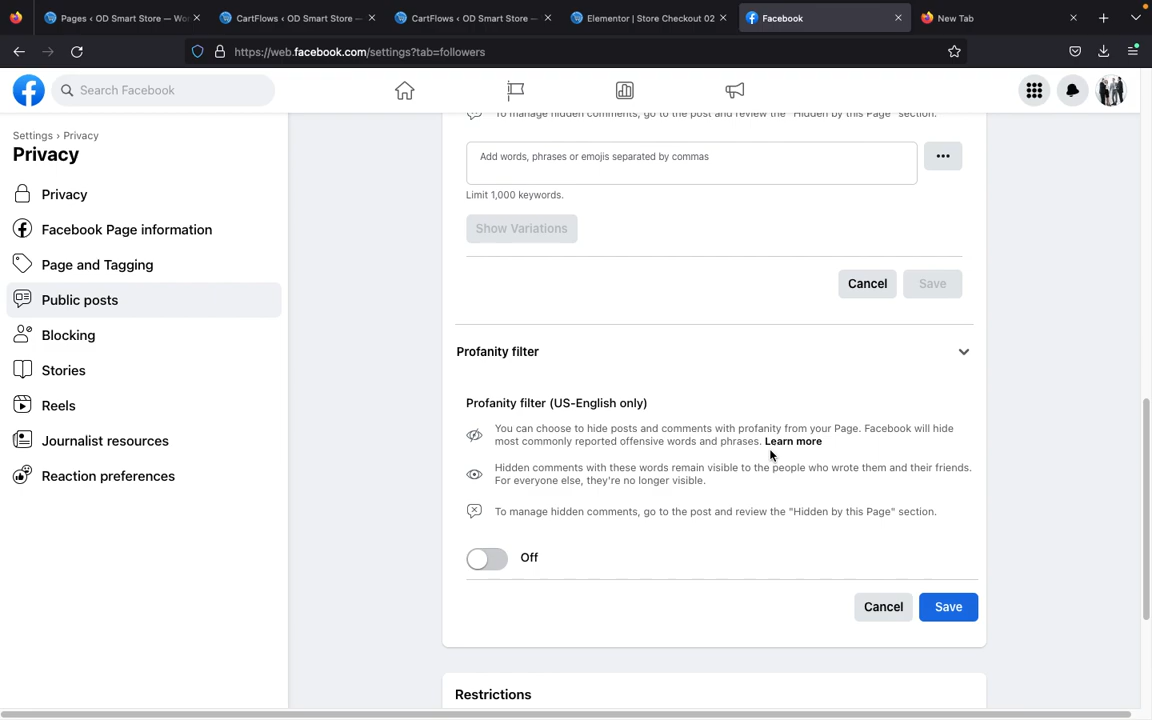 Pages ‹ OD Smart Store — Wo
CartFlows ‹ OD Smart Store —
CartFlows ‹ OD Smart Store —
Elementor | Store Checkout 02
Facebook
New Tab
https://web.facebook.com/settings?tab=followers
Search Facebook
Settings › Privacy
Privacy
Privacy
Facebook Page information
Page and Tagging
Public posts
Blocking
Stories
Reels
Journalist resources
Reaction preferences
To manage hidden comments, go to the post and review the "Hidden by this Page" section.
Add words, phrases or emojis separated by commas
Limit 1,000 keywords.
Show Variations
Cancel
Save
Profanity filter
Profanity filter (US-English only)
You can choose to hide posts and comments with profanity from your Page. Facebook will hide
most commonly reported offensive words and phrases. Learn more
Hidden comments with these words remain visible to the people who wrote them and their friends.
For everyone else, they're no longer visible.
To manage hidden comments, go to the post and review the "Hidden by this Page" section.
Off
Cancel
Save
Restrictions